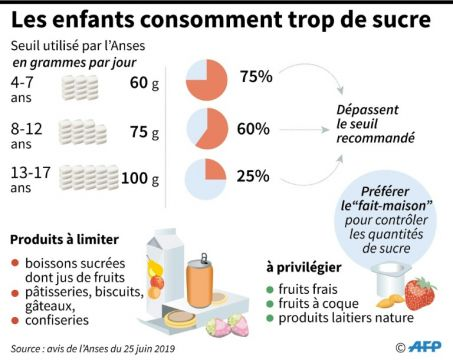 Les enfants consomment trop de sucre
Seuil utilisé par l'Anses
en grammes par jour
4-7
ans
60 g
75%
8-12
ans
75 g
60%
13-17
ans
100 g
25%
Dépassent
le seuil
recommandé
Préférer
le“fait-maison”
pour contrôler
les quantités
de sucre
Produits à limiter
boissons sucrées
dont jus de fruits
pâtisseries, biscuits,
gâteaux,
confiseries
à privilégier
fruits frais
fruits à coque
produits laitiers nature
Source : avis de l'Anses du 25 juin 2019
© AFP